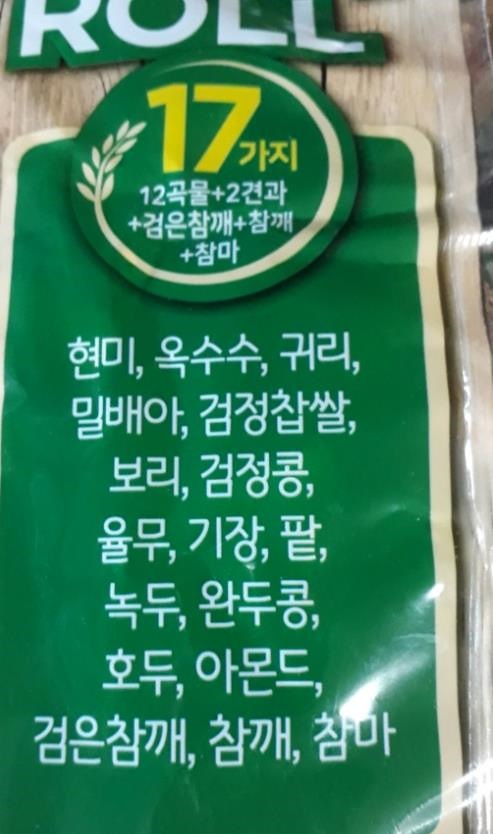 ROLL
17가지
12곡물+2견과
+검은참깨+참깨
+참마
현미, 옥수수, 귀리,
밀배아, 검정찹쌀,
보리, 검정콩,
율무, 기장, 팥,
녹두, 완두콩,
호두, 아몬드,
검은참깨, 참깨, 참마